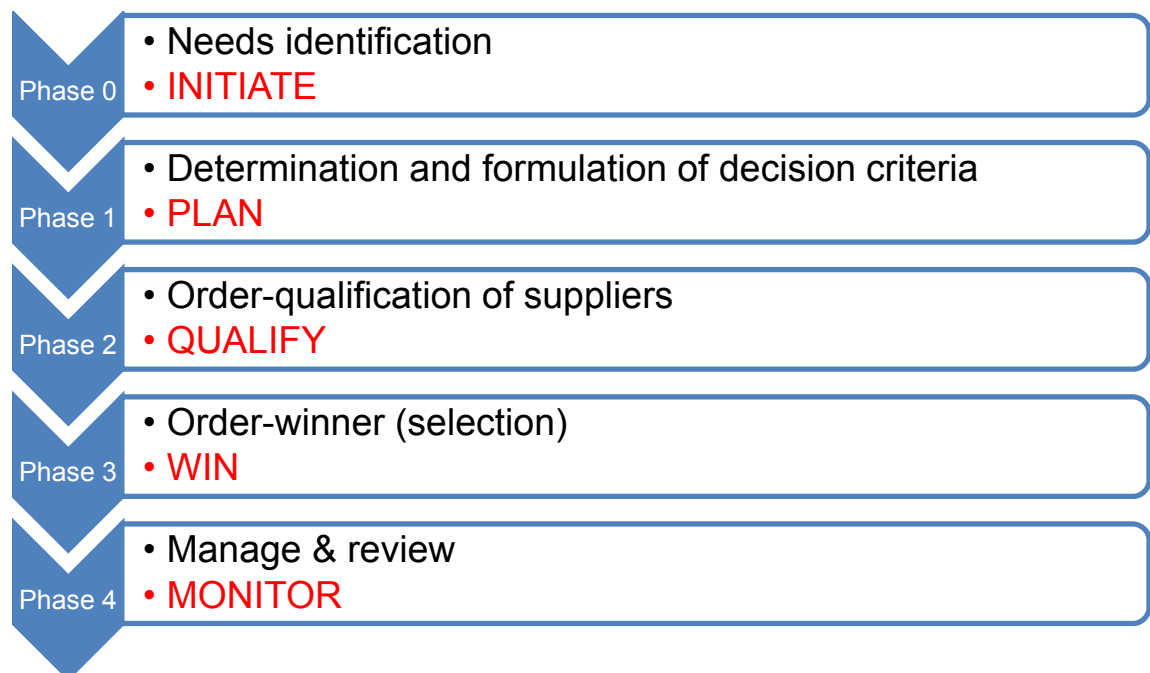 Phase 0
• Needs identification
• INITIATE
Phase 1
• Determination and formulation of decision criteria
• PLAN
Phase 2
• Order-qualification of suppliers
• QUALIFY
Phase 3
• Order-winner (selection)
• WIN
Phase 4
• Manage & review
• MONITOR